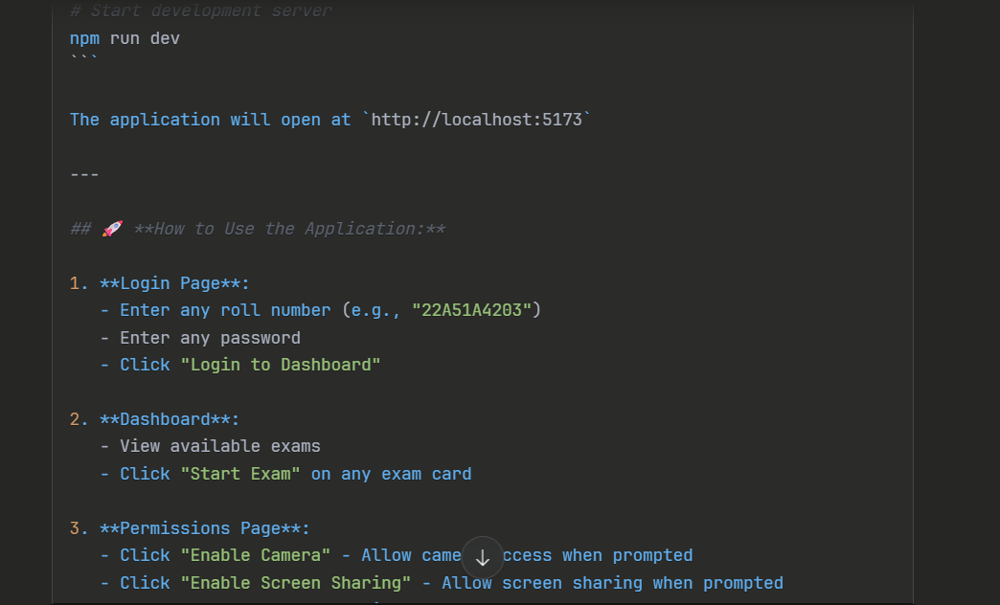 # Start development server
npm run dev
```
The application will open at `http://localhost:5173`
---
## 🚀 **How to Use the Application:**
1. **Login Page**:
- Enter any roll number (e.g., "22A51A4203")
- Enter any password
- Click "Login to Dashboard"
2. **Dashboard**:
- View available exams
- Click "Start Exam" on any exam card
3. **Permissions Page**:
- Click "Enable Camera" - Allow when prompted
- Click "Enable Screen Sharing" - Allow screen sharing when prompted